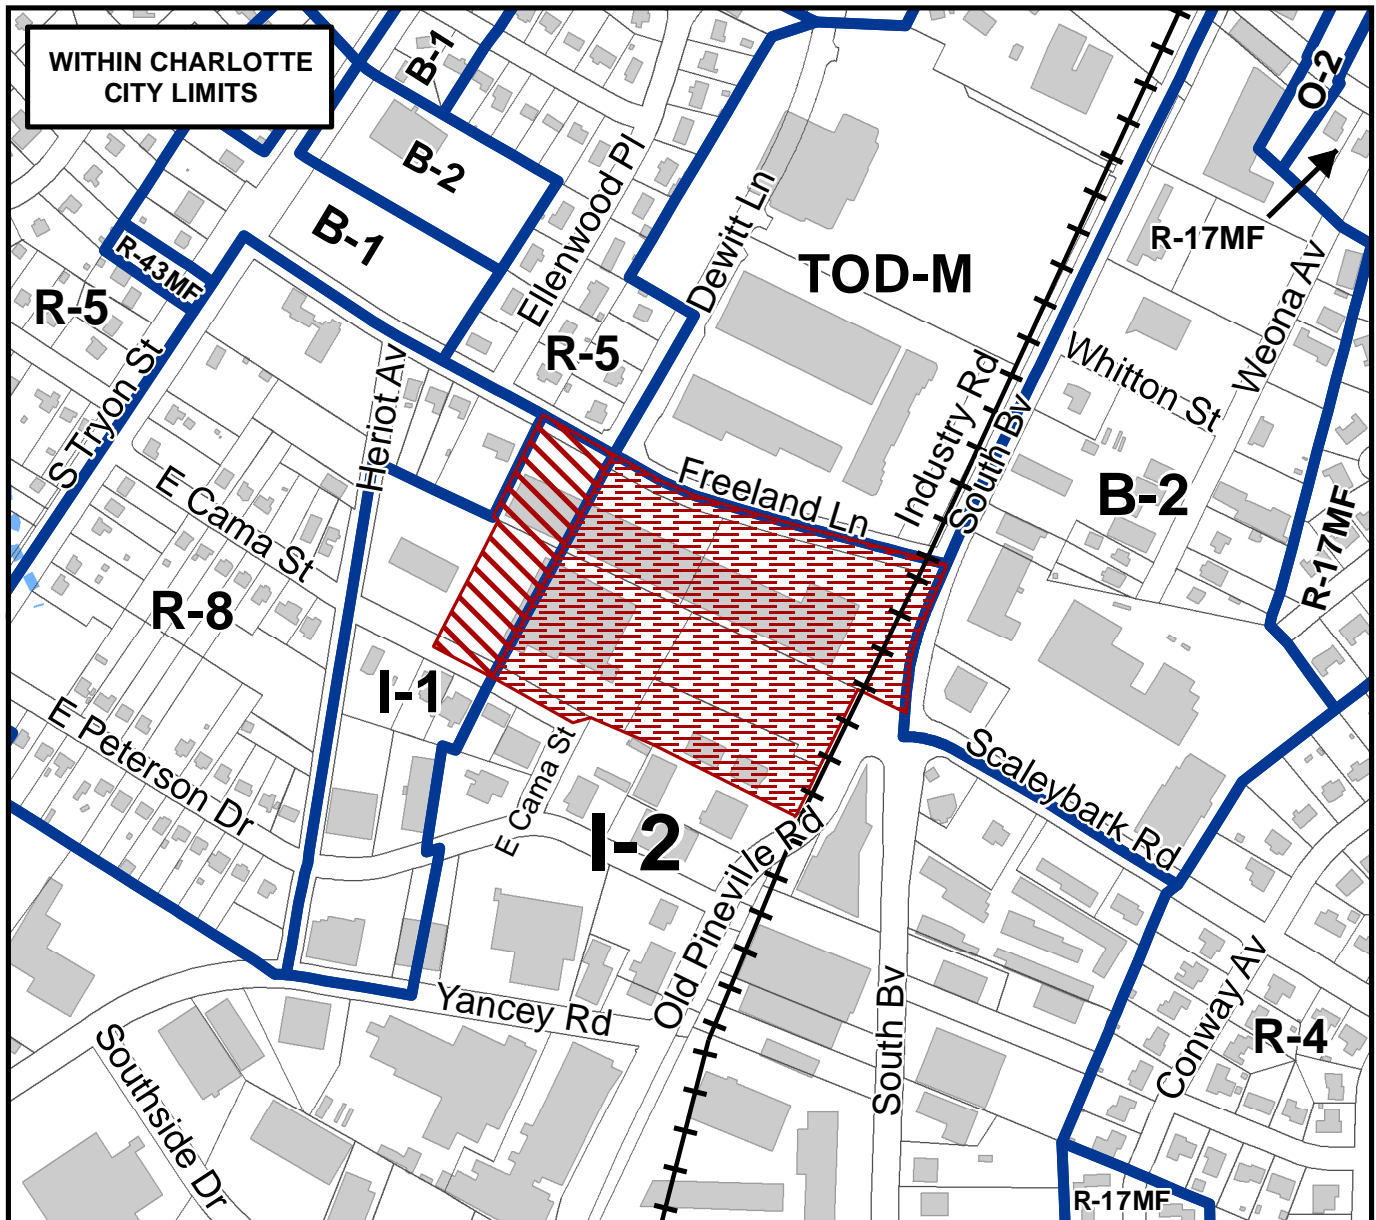 WITHIN CHARLOTTE
CITY LIMITS
B-1
O-2
B-2
Ellenwood Pl
Dewitt Ln
B-1
R-17MF
R-43MF
TOD-M
R-5
Weona Av
R-5
Whitton St
S Tryon St
Heriot Av
Industry Rd
South Bv
E Cama St
Freeland Ln
B-2
R-17MF
R-8
I-1
E Peterson Dr
E Cama St
Scaleybark Rd
I-2
Old Pineville Rd
Yancey Rd
South Bv
Conway Av
R-4
Southside Dr
R-17MF